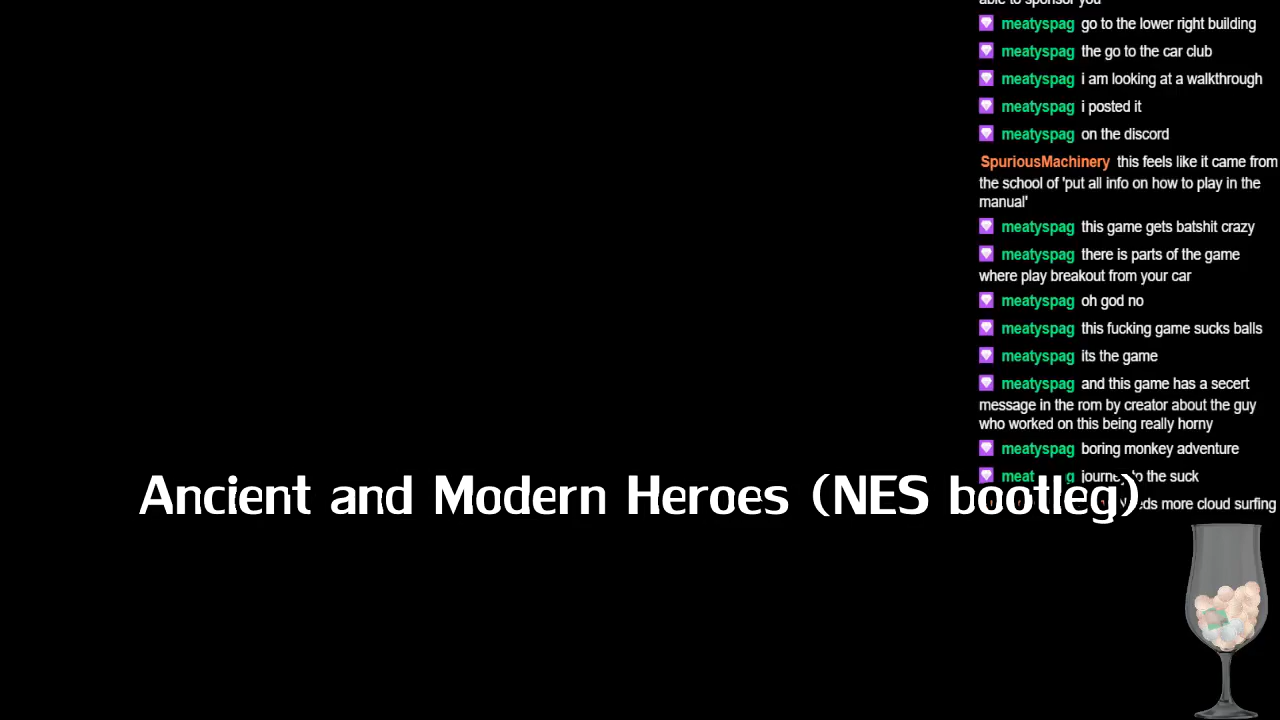 able to sponsor you
meatyspag go to the lower right building
meatyspag the go to the car club
meatyspag i am looking at a walkthrough
meatyspag i posted it
meatyspag on the discord
SpuriousMachinery this feels like it came from
the school of 'put all info on how to play in the
manual'
meatyspag this game gets batshit crazy
meatyspag there is parts of the game
where play breakout from your car
meatyspag oh god no
meatyspag this fucking game sucks balls
meatyspag its the game
meatyspag and this game has a secert
message in the rom by creator about the guy
who worked on this being really horny
meatyspag boring monkey adventure
to the suck
more cloud surfing
Ancient and Modern Heroes (NES bootleg)